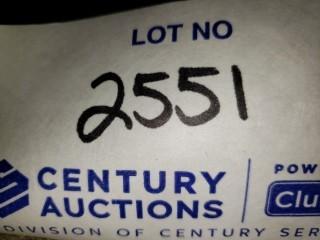 LOT NO
2551
CENTURY
AUCTIONS
POW
Clu
DIVISION OF CENTURY SER